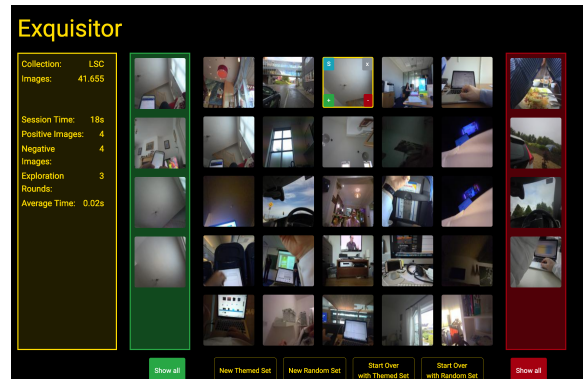 Exquisitor
Collection: LSC
Images: 41.655
Session Time: 18s
Positive Images: 4
Negative 4
Images:
Exploration 3
Rounds:
Average Time: 0.02s
S x
+ -
Show all
New Themed Set
New Random Set
Start Over
with Themed Set
Start Over
with Random Set
Show all